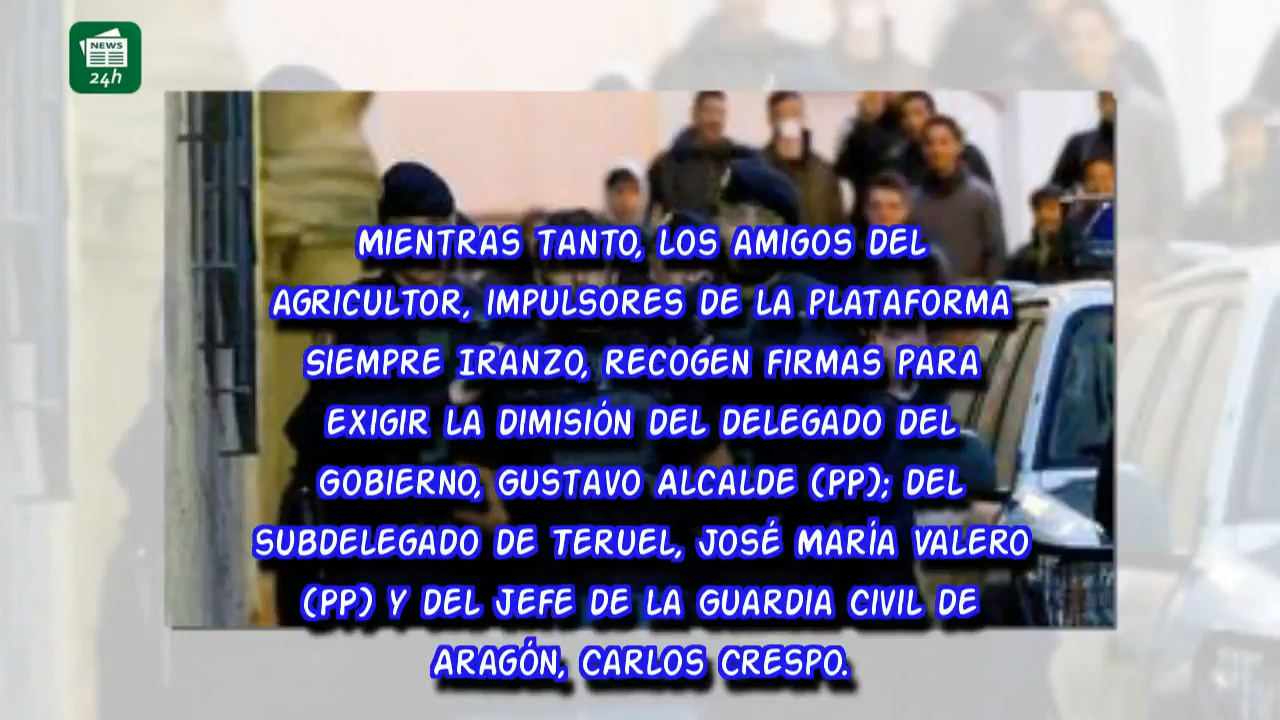 NEWS
24h
MIENTRAS TANTO, LOS AMIGOS DEL
AGRICULTOR, IMPULSORES DE LA PLATAFORMA
SIEMPRE IRANZO, RECOGEN FIRMAS PARA
EXIGIR LA DIMISIÓN DEL DELEGADO DEL
GOBIERNO, GUSTAVO ALCALDE (PP); DEL
SUBDELEGADO DE TERUEL, JOSÉ MARÍA VALERO
(PP) Y DEL JEFE DE LA GUARDIA CIVIL DE
ARAGÓN, CARLOS CRESPO.